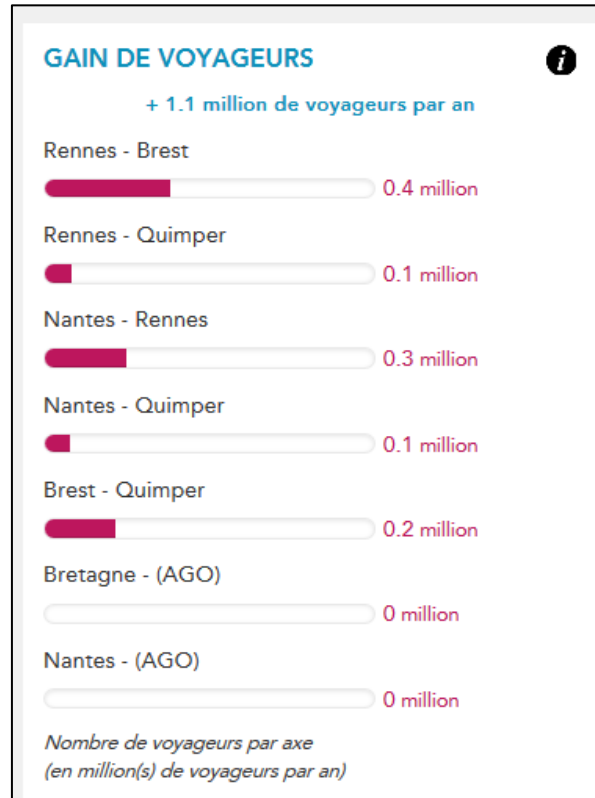 GAIN DE VOYAGEURS i
+ 1.1 million de voyageurs par an
Rennes - Brest
0.4 million
Rennes - Quimper
0.1 million
Nantes - Rennes
0.3 million
Nantes - Quimper
0.1 million
Brest - Quimper
0.2 million
Bretagne - (AGO)
0 million
Nantes - (AGO)
0 million
Nombre de voyageurs par axe
(en million(s) de voyageurs par an)